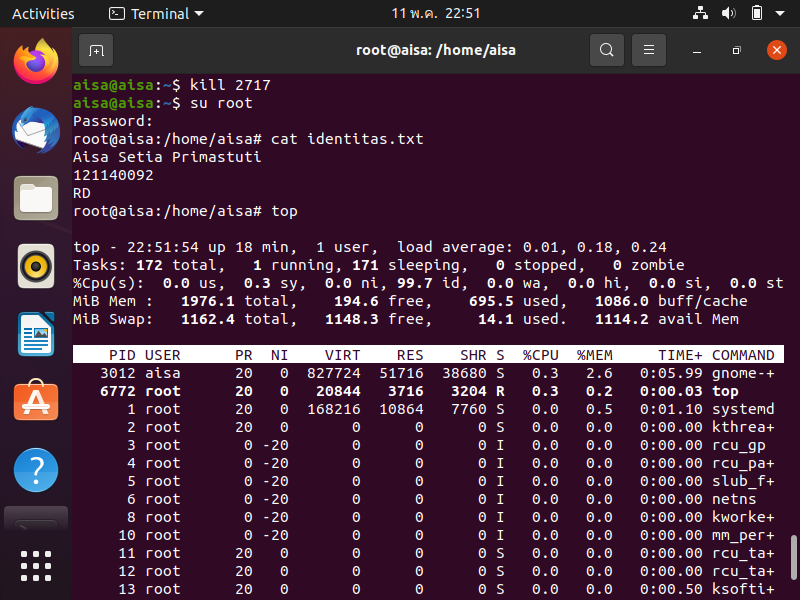 Activities Terminal 11 พ.ค. 22:51
root@aisa: /home/aisa
aisa@aisa:~$ kill 2717
aisa@aisa:~$ su root
Password:
root@aisa:/home/aisa# cat identitas.txt
Aisa Setia Primastuti
121140092
RD
root@aisa:/home/aisa# top
top - 22:51:54 up 18 min,  1 user,  load average: 0.01, 0.18, 0.24
Tasks: 172 total,   1 running, 171 sleeping,   0 stopped,   0 zombie
%Cpu(s):  0.0 us,  0.3 sy,  0.0 ni, 99.7 id,  0.0 wa,  0.0 hi,  0.0 si,  0.0 st
MiB Mem :   1976.1 total,    194.6 free,    695.5 used,   1086.0 buff/cache
MiB Swap:   1162.4 total,   1148.3 free,     14.1 used.   1114.2 avail Mem
PID USER      PR  NI    VIRT    RES    SHR S  %CPU  %MEM     TIME+ COMMAND
3012 aisa      20   0  827724  51716  38680 S   0.3   2.6   0:05.99 gnome-+
6772 root      20   0   20844   3716   3204 R   0.3   0.2   0:00.03 top
1 root      20   0  168216  10864   7760 S   0.0   0.5   0:01.10 systemd
2 root      20   0       0      0      0 S   0.0   0.0   0:00.00 kthrea+
3 root       0 -20       0      0      0 I   0.0   0.0   0:00.00 rcu_gp
4 root       0 -20       0      0      0 I   0.0   0.0   0:00.00 rcu_pa+
5 root       0 -20       0      0      0 I   0.0   0.0   0:00.00 slub_f+
6 root       0 -20       0      0      0 I   0.0   0.0   0:00.00 netns
8 root       0 -20       0      0      0 I   0.0   0.0   0:00.00 kworke+
10 root       0 -20       0      0      0 I   0.0   0.0   0:00.00 mm_per+
11 root      20   0       0      0      0 S   0.0   0.0   0:00.00 rcu_ta+
12 root      20   0       0      0      0 S   0.0   0.0   0:00.00 rcu_ta+
13 root      20   0       0      0      0 S   0.0   0.0   0:00.50 ksofti+